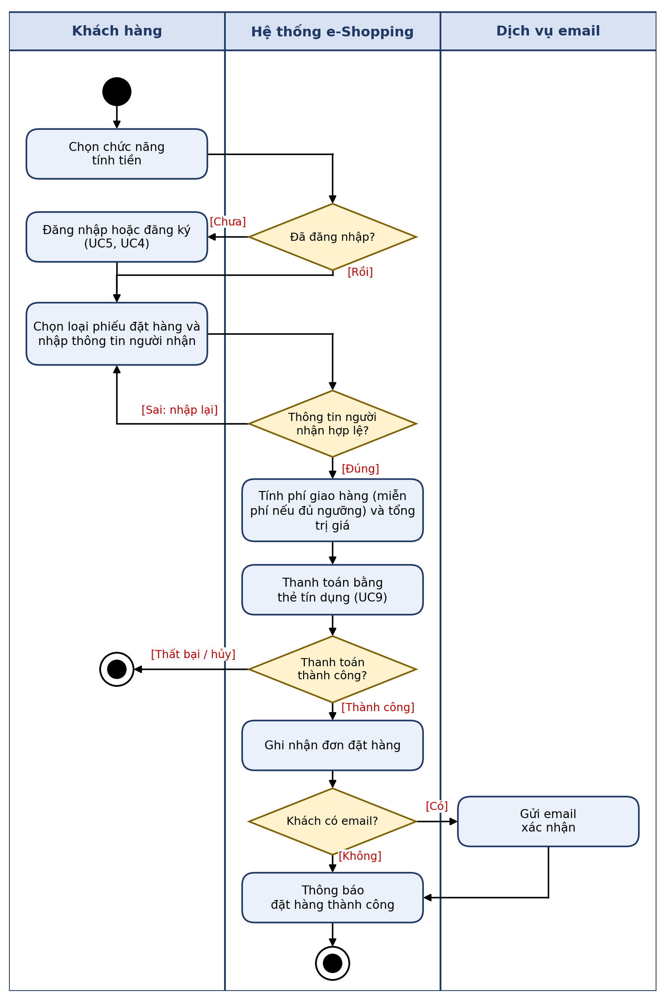 Khách hàng
Hệ thống e-Shopping
Dịch vụ email
Chọn chức năng
tính tiền
Đăng nhập hoặc đăng ký
(UC5, UC4)
[Chưa]
Đã đăng nhập?
[Rồi]
Chọn loại phiếu đặt hàng và
nhập thông tin người nhận
[Sai: nhập lại]
Thông tin người
nhận hợp lệ?
[Đúng]
Tính phí giao hàng (miễn
phí nếu đủ ngưỡng) và tổng
trị giá
Thanh toán bằng
thẻ tín dụng (UC9)
[Thất bại / hủy]
Thanh toán
thành công?
[Thành công]
Ghi nhận đơn đặt hàng
Khách có email?
[Có]
Gửi email
xác nhận
[Không]
Thông báo
đặt hàng thành công